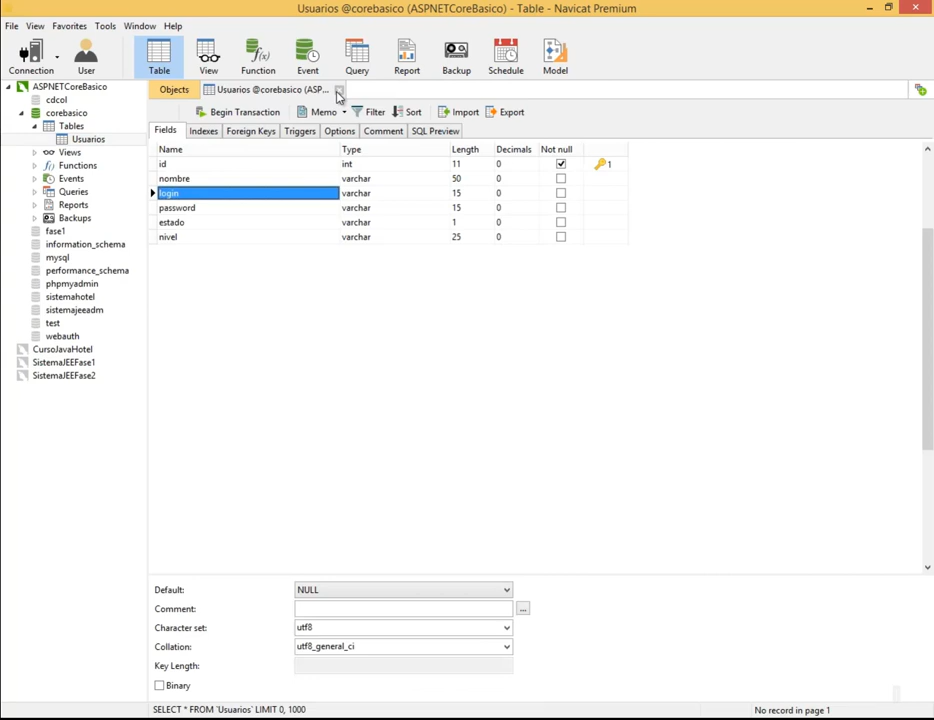 Usuarios @corebasico (ASPNETCoreBasico) - Table - Navicat Premium
File View Favorites Tools Window Help
Connection User Table View Function Event Query Report Backup Schedule Model
f(x)
ASPNETCoreBasico
cdcol
corebasico
Tables
Usuarios
Views
Functions
Events
Queries
Reports
Backups
fase1
information_schema
mysql
performance_schema
phpmyadmin
sistemahotel
sistemajeeadm
test
webauth
CursoJavaHotel
SistemaJEEFase1
SistemaJEEFase2
Objects Usuarios @corebasico (ASP...
Begin Transaction Memo Filter Sort Import Export
Fields Indexes Foreign Keys Triggers Options Comment SQL Preview
Name Type Length Decimals Not null
id int 11 0 1
nombre varchar 50 0
login varchar 15 0
password varchar 15 0
estado varchar 1 0
nivel varchar 25 0
Default: NULL
Comment: ...
Character set: utf8
Collation: utf8_general_ci
Key Length:
Binary
SELECT * FROM `Usuarios` LIMIT 0, 1000 No record in page 1